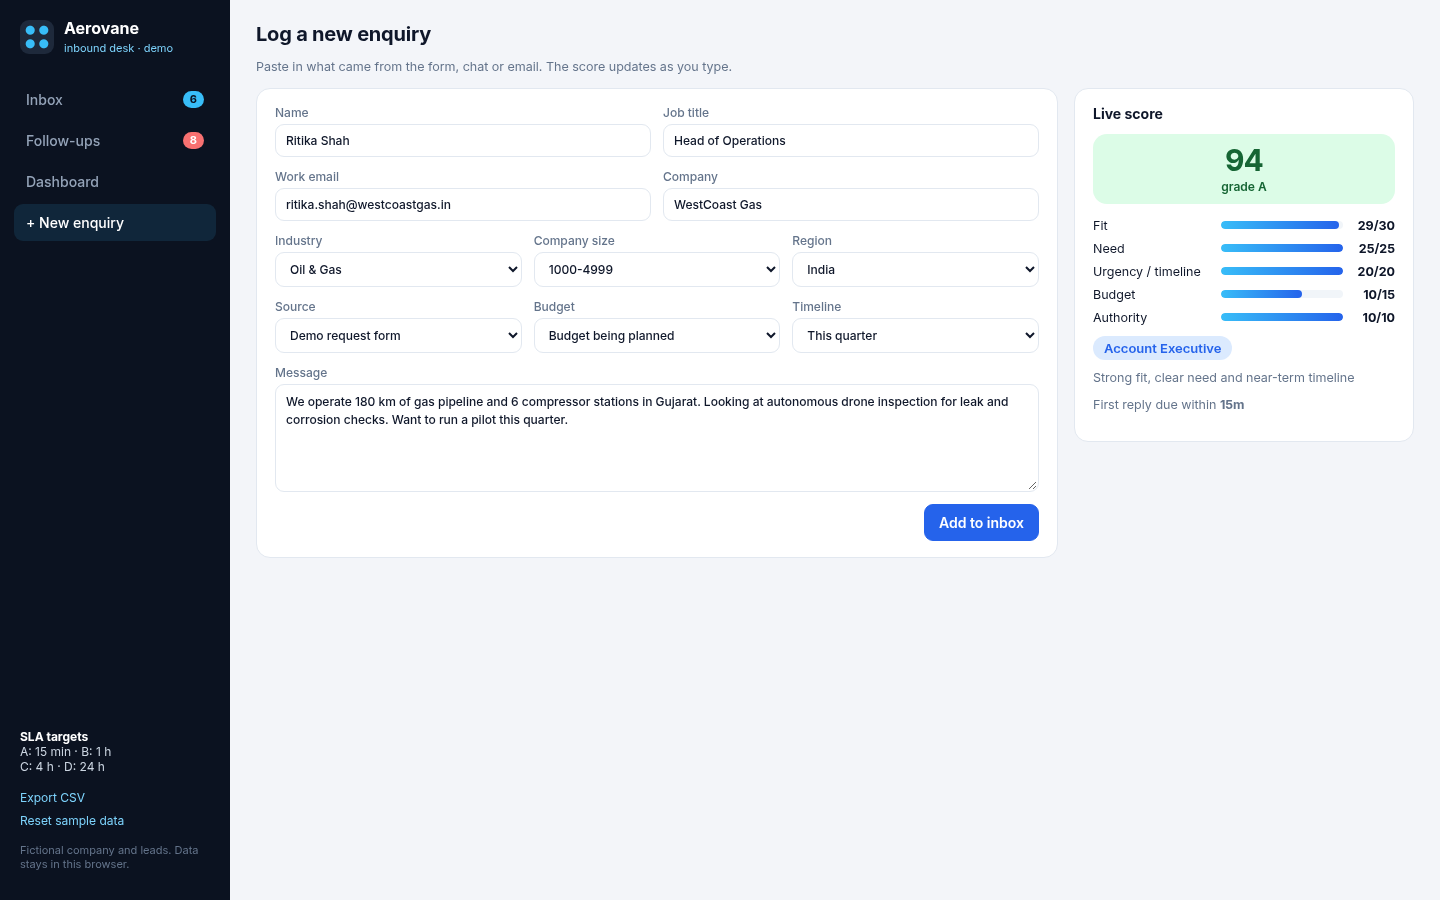 Aerovane
inbound desk · demo
Inbox 6
Follow-ups 8
Dashboard
+ New enquiry
SLA targets
A: 15 min · B: 1 h
C: 4 h · D: 24 h
Export CSV
Reset sample data
Fictional company and leads. Data
stays in this browser.
Log a new enquiry
Paste in what came from the form, chat or email. The score updates as you type.
Name
Ritika Shah
Job title
Head of Operations
Work email
ritika.shah@westcoastgas.in
Company
WestCoast Gas
Industry
Oil & Gas
Company size
1000-4999
Region
India
Source
Demo request form
Budget
Budget being planned
Timeline
This quarter
Message
We operate 180 km of gas pipeline and 6 compressor stations in Gujarat. Looking at autonomous drone inspection for leak and
corrosion checks. Want to run a pilot this quarter.
Add to inbox
Live score
94
grade A
Fit 29/30
Need 25/25
Urgency / timeline 20/20
Budget 10/15
Authority 10/10
Account Executive
Strong fit, clear need and near-term timeline
First reply due within 15m